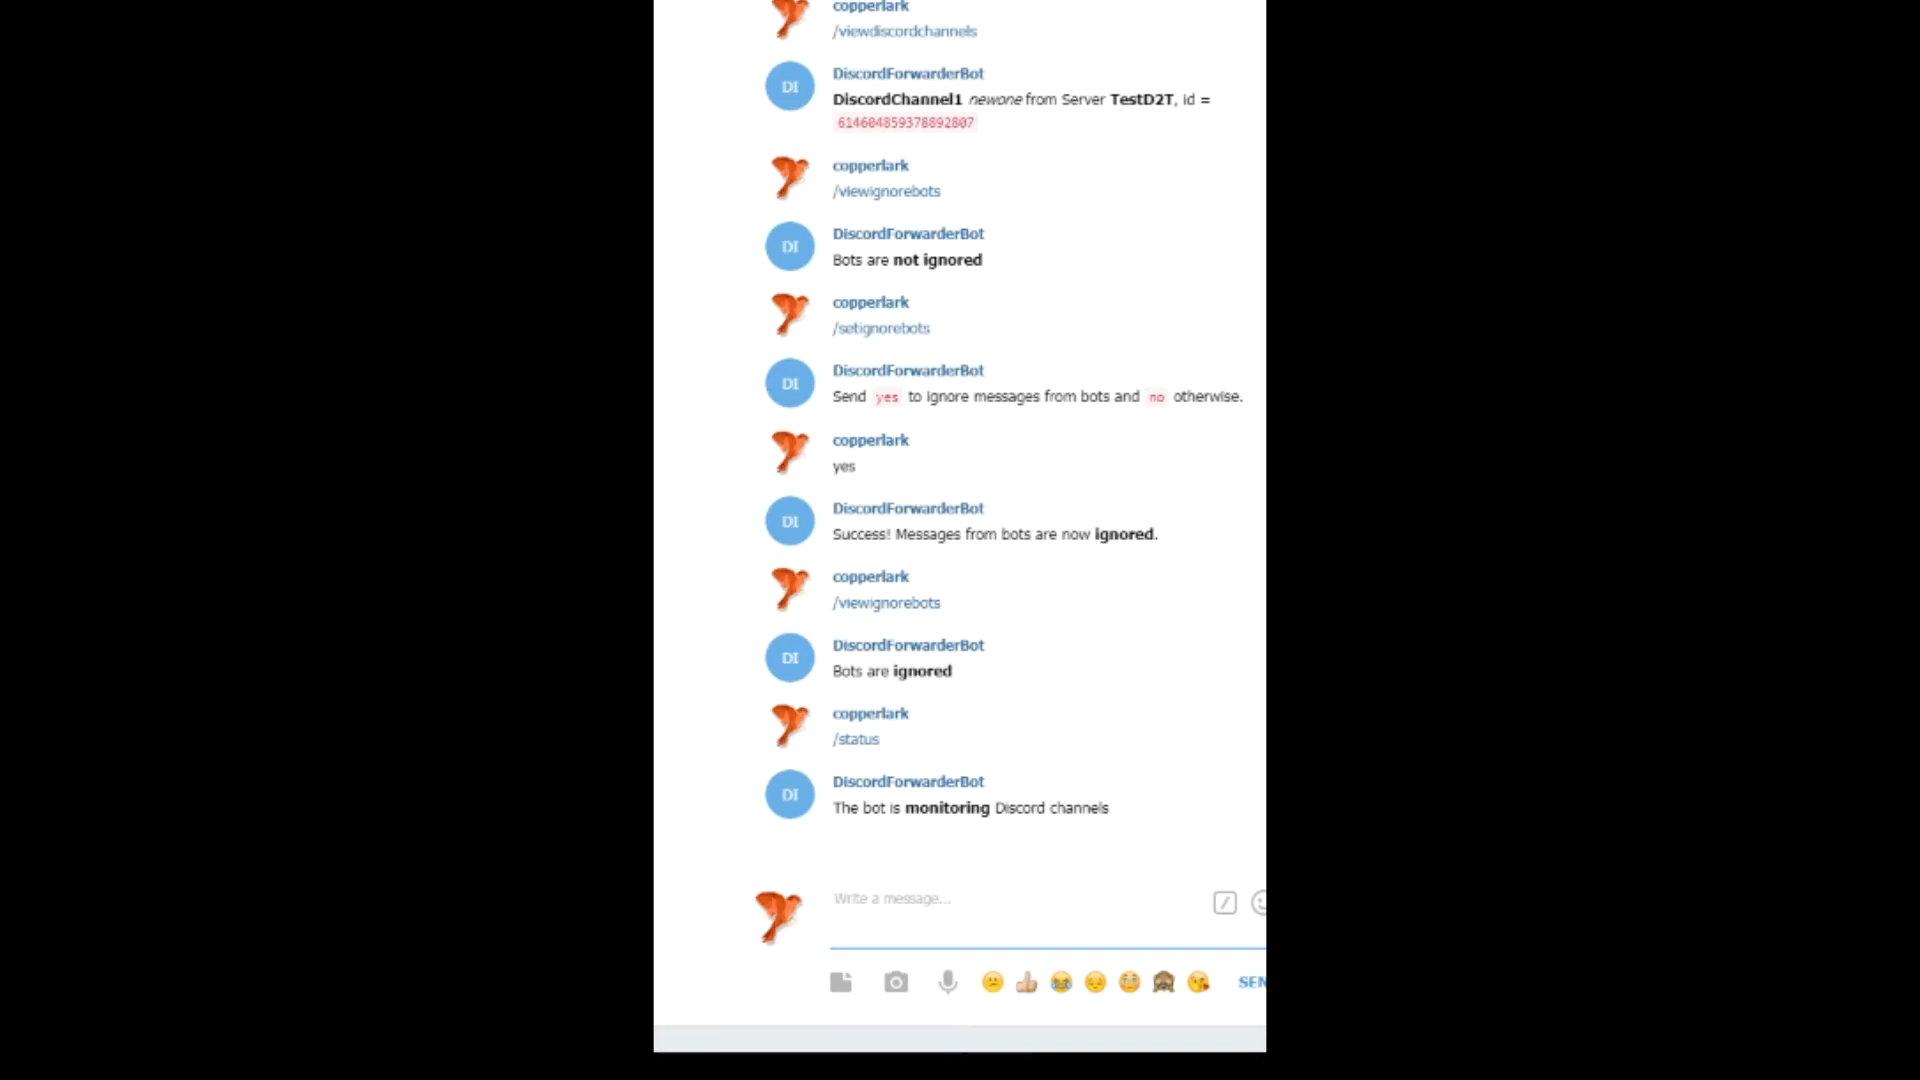 copperlark
/viewdiscordchannels
DI
DiscordForwarderBot
DiscordChannel1 newone from Server TestD2T, id =
614604859378892807
copperlark
/viewignorebots
DI
DiscordForwarderBot
Bots are not ignored
copperlark
/setignorebots
DI
DiscordForwarderBot
Send yes to ignore messages from bots and no otherwise.
copperlark
yes
DI
DiscordForwarderBot
Success! Messages from bots are now ignored.
copperlark
/viewignorebots
DI
DiscordForwarderBot
Bots are ignored
copperlark
/status
DI
DiscordForwarderBot
The bot is monitoring Discord channels
Write a message...
SEN